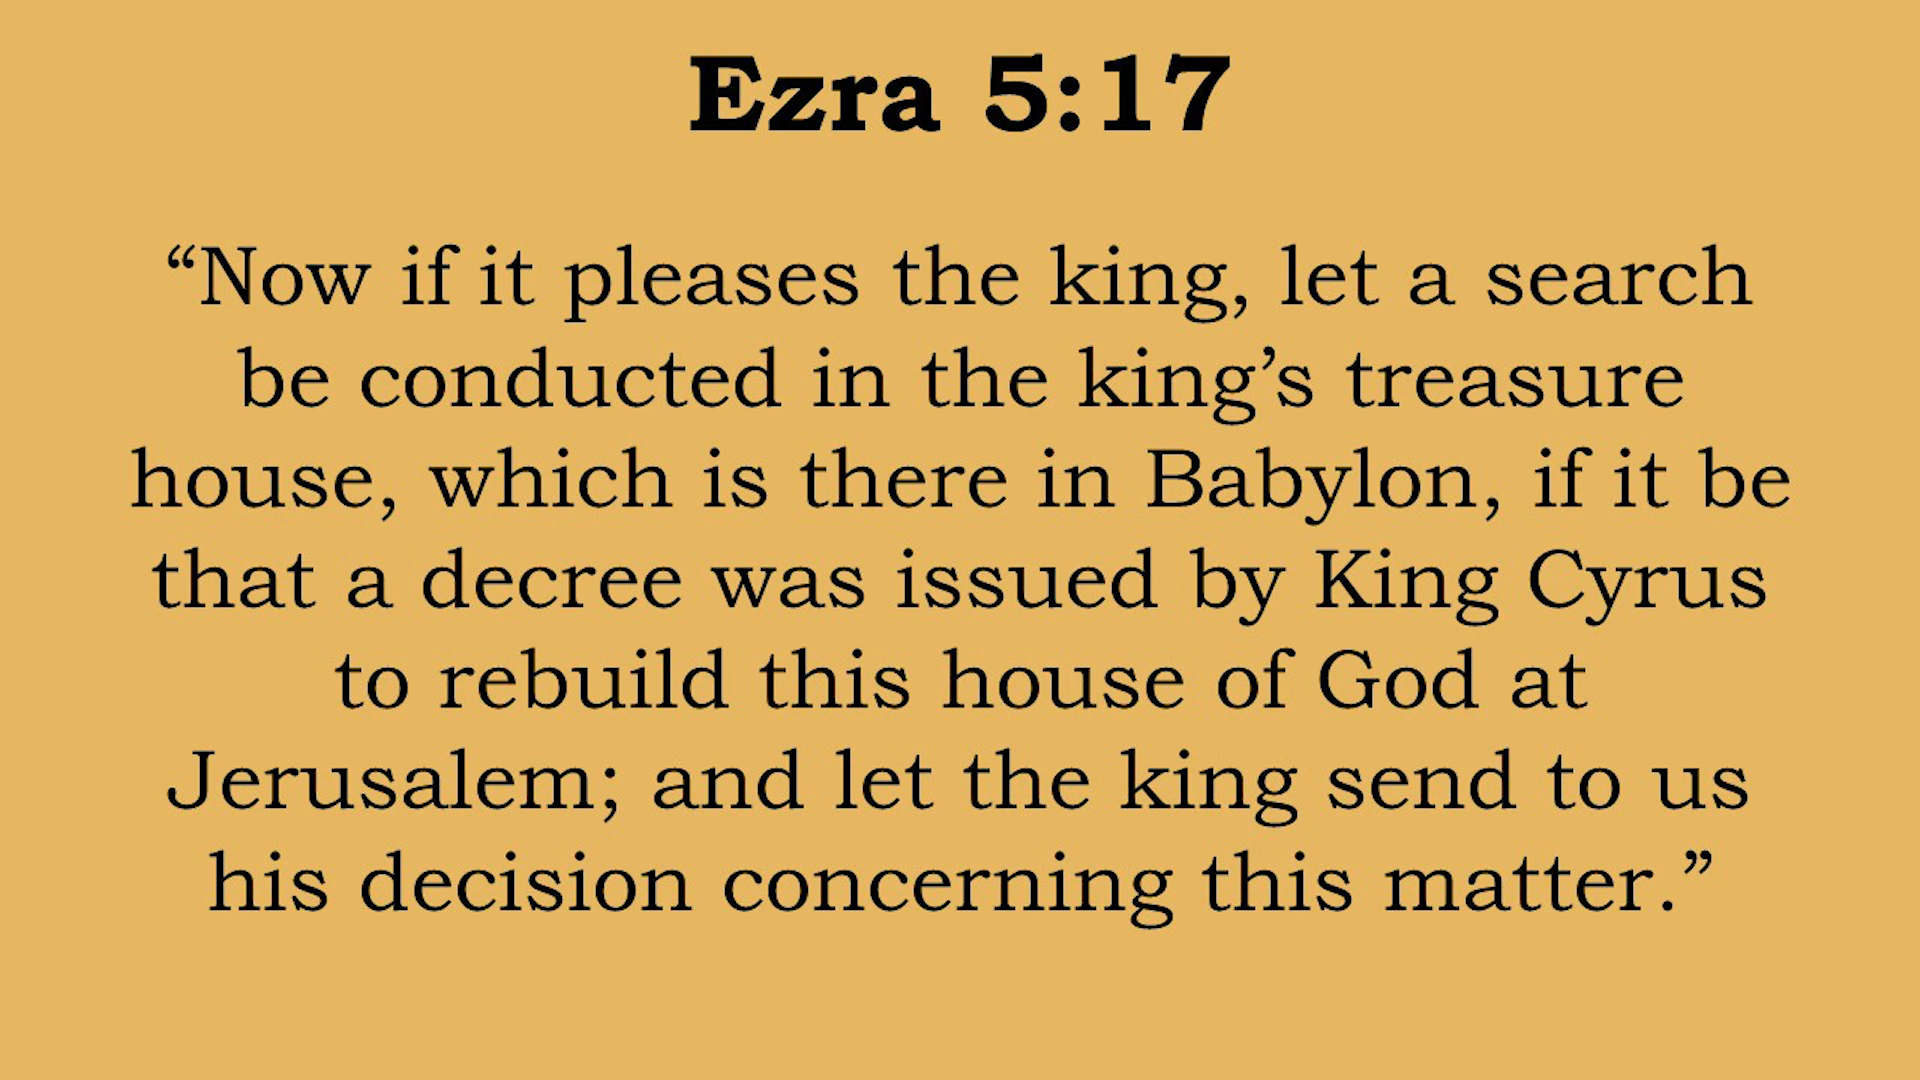 Ezra 5:17
“Now if it pleases the king, let a search
be conducted in the king’s treasure
house, which is there in Babylon, if it be
that a decree was issued by King Cyrus
to rebuild this house of God at
Jerusalem; and let the king send to us
his decision concerning this matter.”